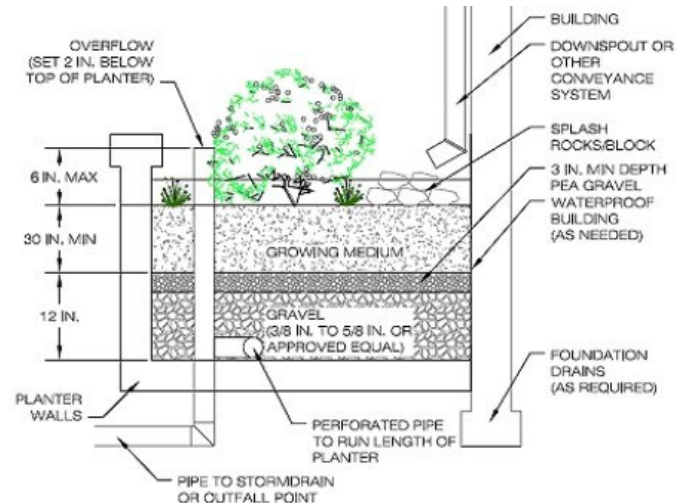 OVERFLOW
(SET 2 IN. BELOW
TOP OF PLANTER)
6 IN. MAX
30 IN. MIN
12 IN.
PLANTER
WALLS
GROWING MEDIUM
GRAVEL
(3/8 IN. TO 5/8 IN. OR
APPROVED EQUAL)
PERFORATED PIPE
TO RUN LENGTH OF
PLANTER
PIPE TO STORMDRAIN
OR OUTFALL POINT
BUILDING
DOWNSPOUT OR
OTHER
CONVEYANCE
SYSTEM
SPLASH
ROCKS/BLOCK
3 IN. MIN DEPTH
PEA GRAVEL
WATERPROOF
BUILDING
(AS NEEDED)
FOUNDATION
DRAINS
(AS REQUIRED)